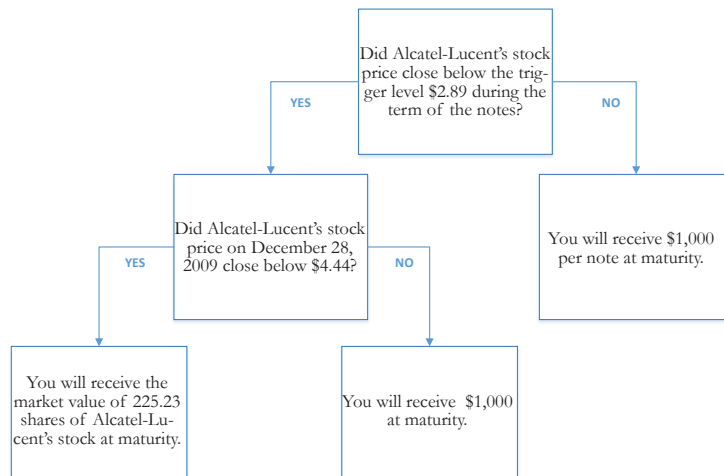 Did Alcatel-Lucent’s stock
price close below the trig-
ger level $2.89 during the
term of the notes?
YES
NO
Did Alcatel-Lucent’s stock
price on December 28,
2009 close below $4.44?
You will receive $1,000
per note at maturity.
YES
NO
You will receive the
market value of 225.23
shares of Alcatel-Lu-
cent’s stock at maturity.
You will receive  $1,000
at maturity.